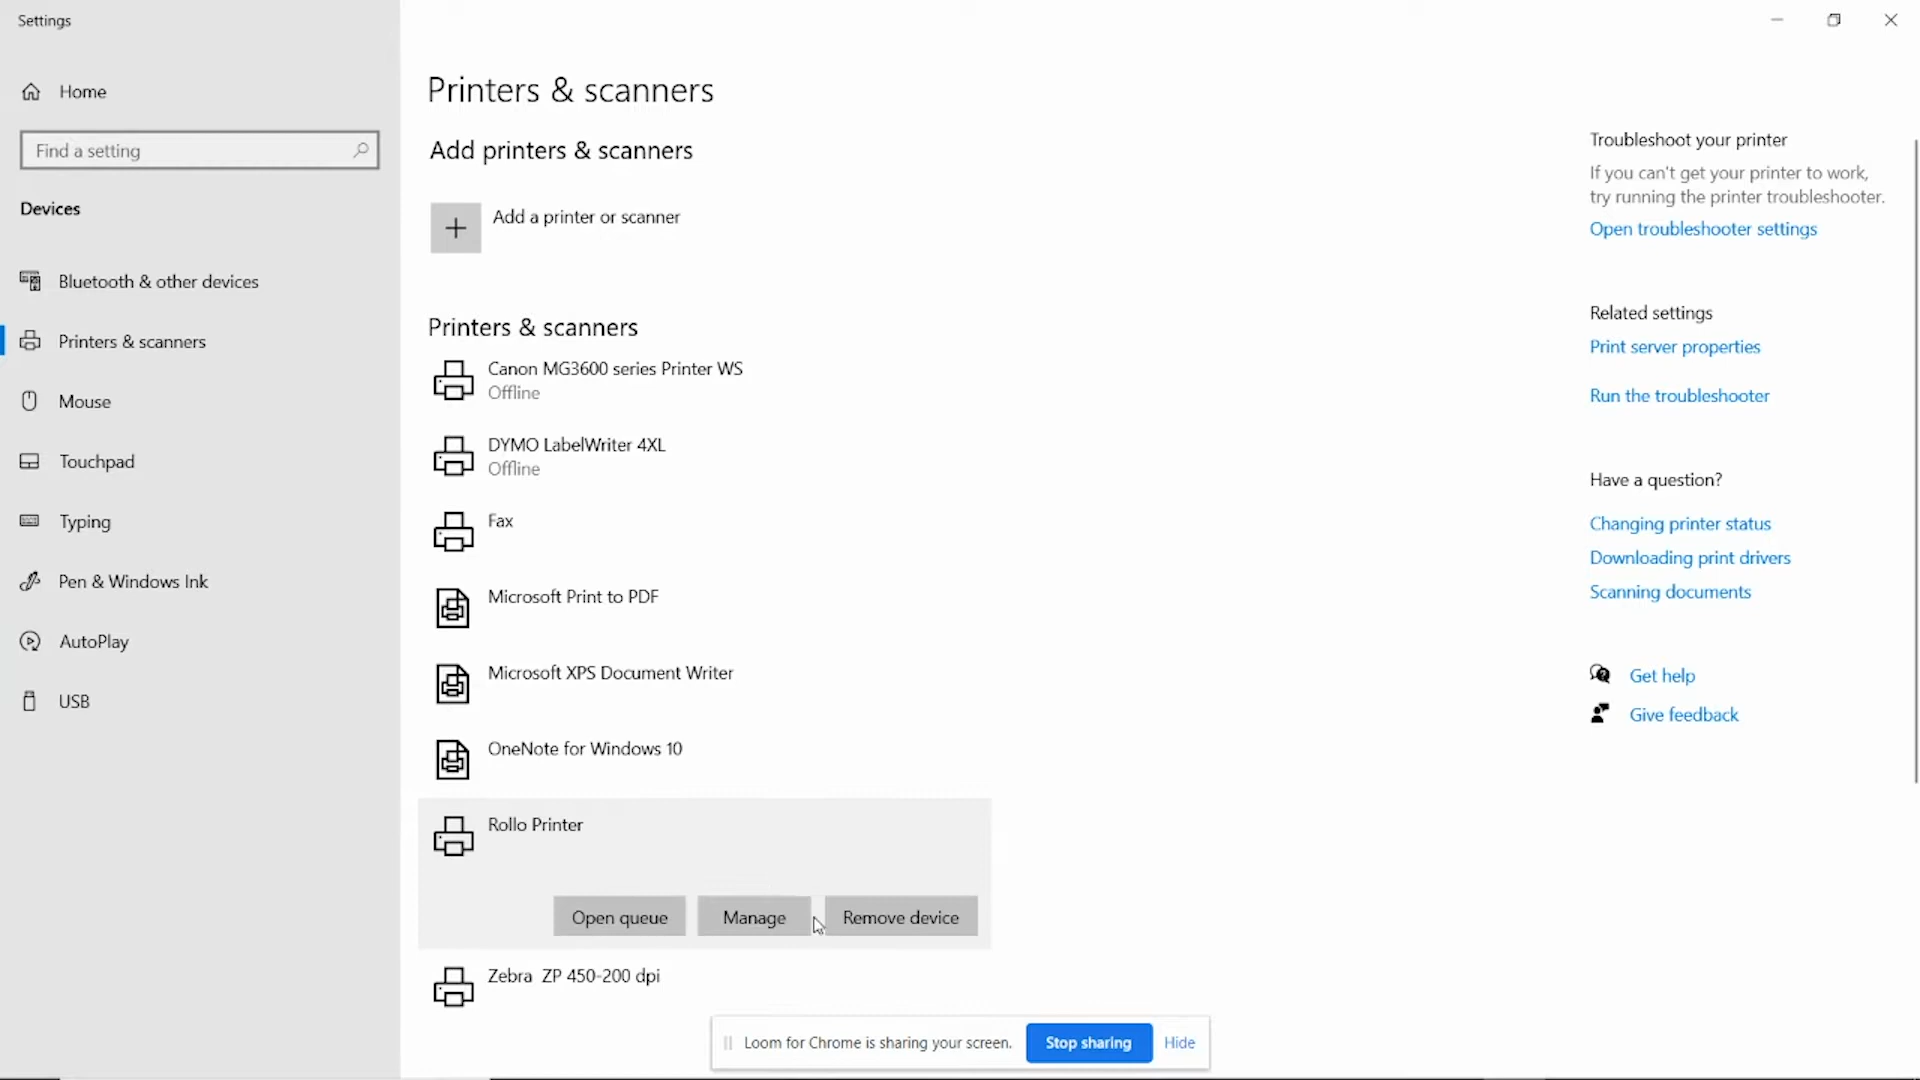 Settings
Home
Find a setting
Devices
Bluetooth & other devices
Printers & scanners
Mouse
Touchpad
Typing
Pen & Windows Ink
AutoPlay
USB
Printers & scanners
Add printers & scanners
Add a printer or scanner
Printers & scanners
Canon MG3600 series Printer WS
Offline
DYMO LabelWriter 4XL
Offline
Fax
Microsoft Print to PDF
Microsoft XPS Document Writer
OneNote for Windows 10
Rollo Printer
Open queue
Manage
Remove device
Zebra ZP 450-200 dpi
Troubleshoot your printer
If you can't get your printer to work,
try running the printer troubleshooter.
Open troubleshooter settings
Related settings
Print server properties
Run the troubleshooter
Have a question?
Changing printer status
Downloading print drivers
Scanning documents
Get help
Give feedback
Loom for Chrome is sharing your screen.
Stop sharing
Hide